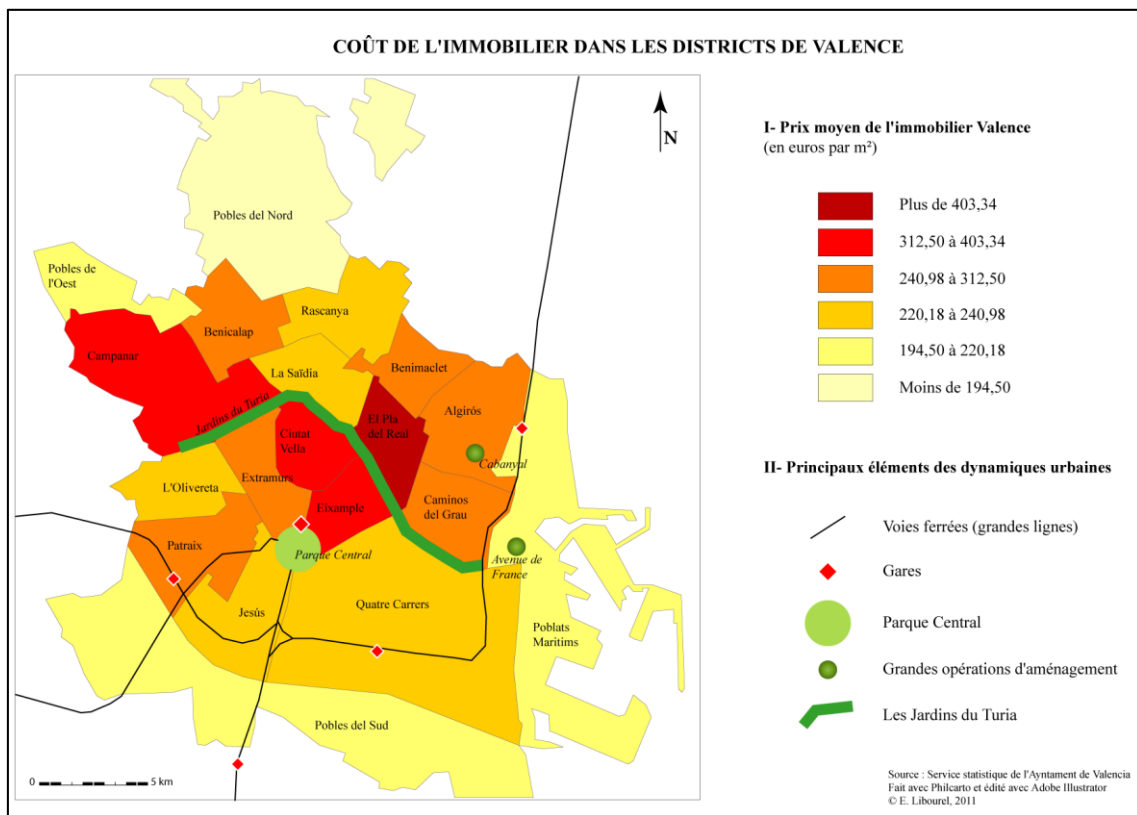 COÛT DE L'IMMOBILIER DANS LES DISTRICTS DE VALENCE
N
Pobles del Nord
Pobles de
l'Oest
Rascanya
Benicalap
Campanar
La Saïdia
Benimaclet
Jardins du Turia
Algirós
El Pla
del Real
Ciutat
Vella
Cabanyal
Extramurs
L'Olivereta
Eixample
Caminos
del Grau
Patraix
Parque Central
Avenue de
France
Jesús
Quatre Carrers
Poblats
Maritims
Pobles del Sud
0 5 km
I- Prix moyen de l'immobilier Valence
(en euros par m²)
Plus de 403,34
312,50 à 403,34
240,98 à 312,50
220,18 à 240,98
194,50 à 220,18
Moins de 194,50
II- Principaux éléments des dynamiques urbaines
Voies ferrées (grandes lignes)
Gares
Parque Central
Grandes opérations d'aménagement
Les Jardins du Turia
Source : Service statistique de l'Ayntament de Valencia
Fait avec Philcarto et édité avec Adobe Illustrator
© E. Libourel, 2011